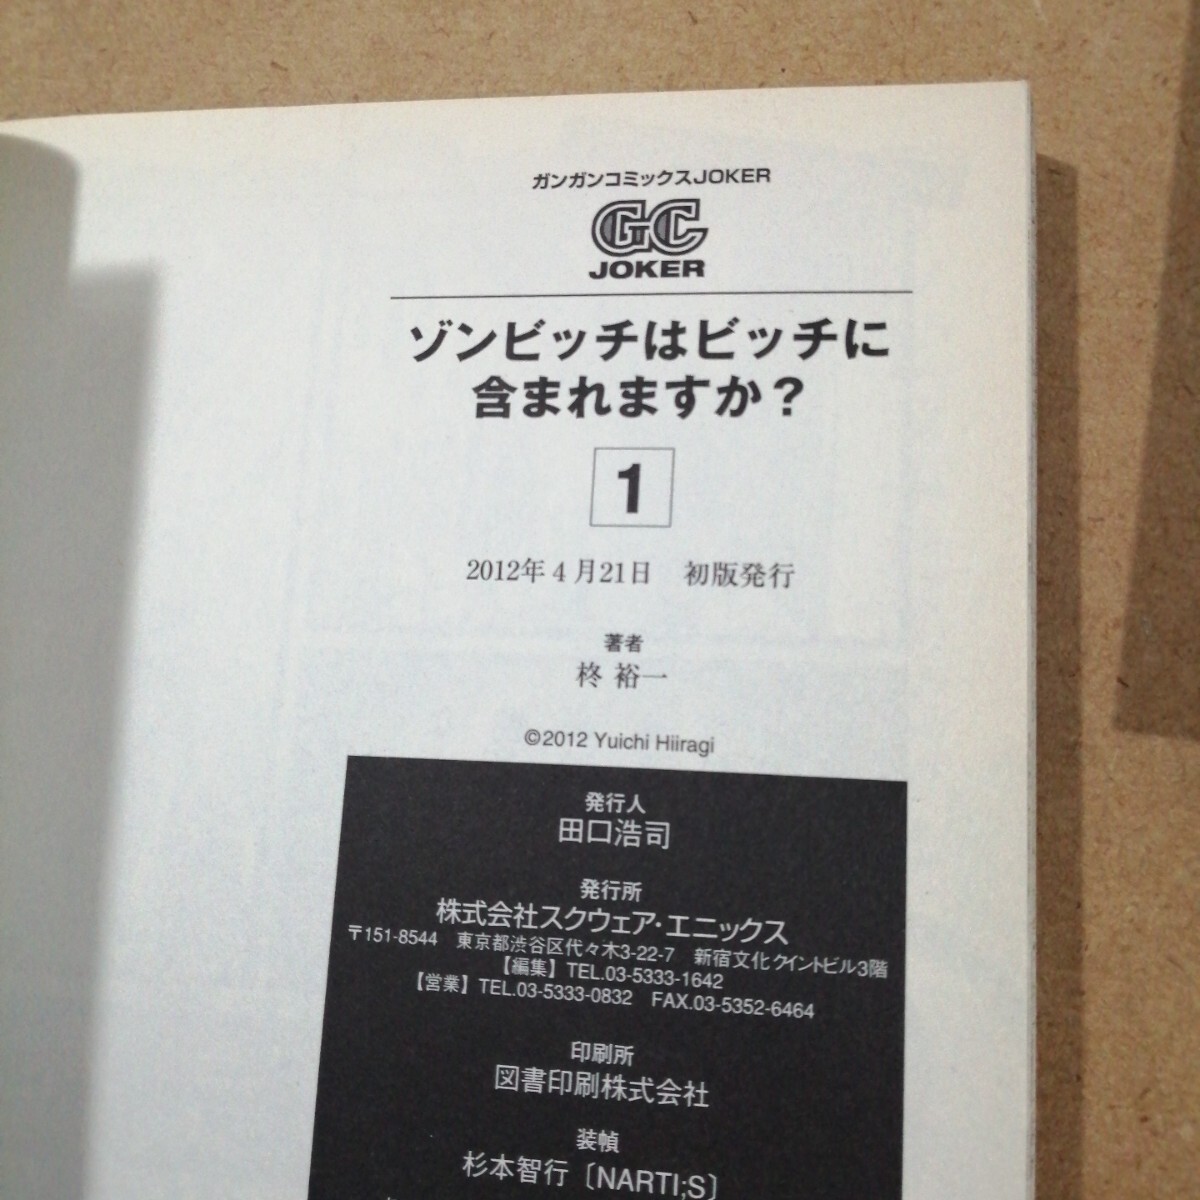 ガンガンコミックスJOKER
GC
JOKER
ゾンビッチはビッチに
含まれますか?
1
2012年4月21日　初版発行
著者
柊 裕一
©2012 Yuichi Hiiragi
発行人
田口浩司
発行所
株式会社スクウェア・エニックス
〒151-8544　東京都渋谷区代々木3-22-7　新宿文化クイントビル3階
【編集】TEL.03-5333-1642
【営業】TEL.03-5333-0832　FAX.03-5352-6464
印刷所
図書印刷株式会社
装幀
杉本智行〔NARTI;S〕